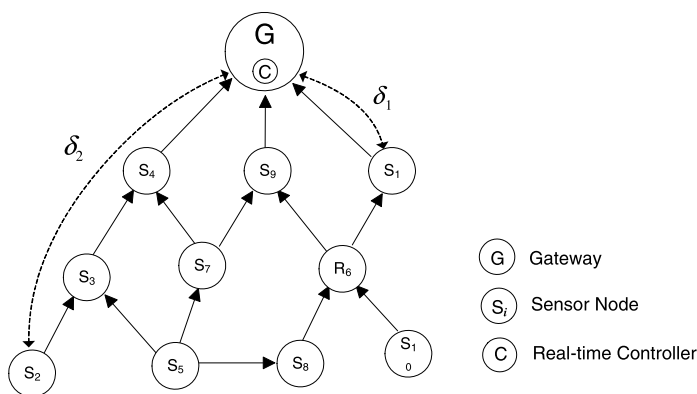 G
C
δ1
δ2
S4
S9
S1
S3
S7
R6
S2
S5
S8
S1
0
G Gateway
Si Sensor Node
C Real-time Controller